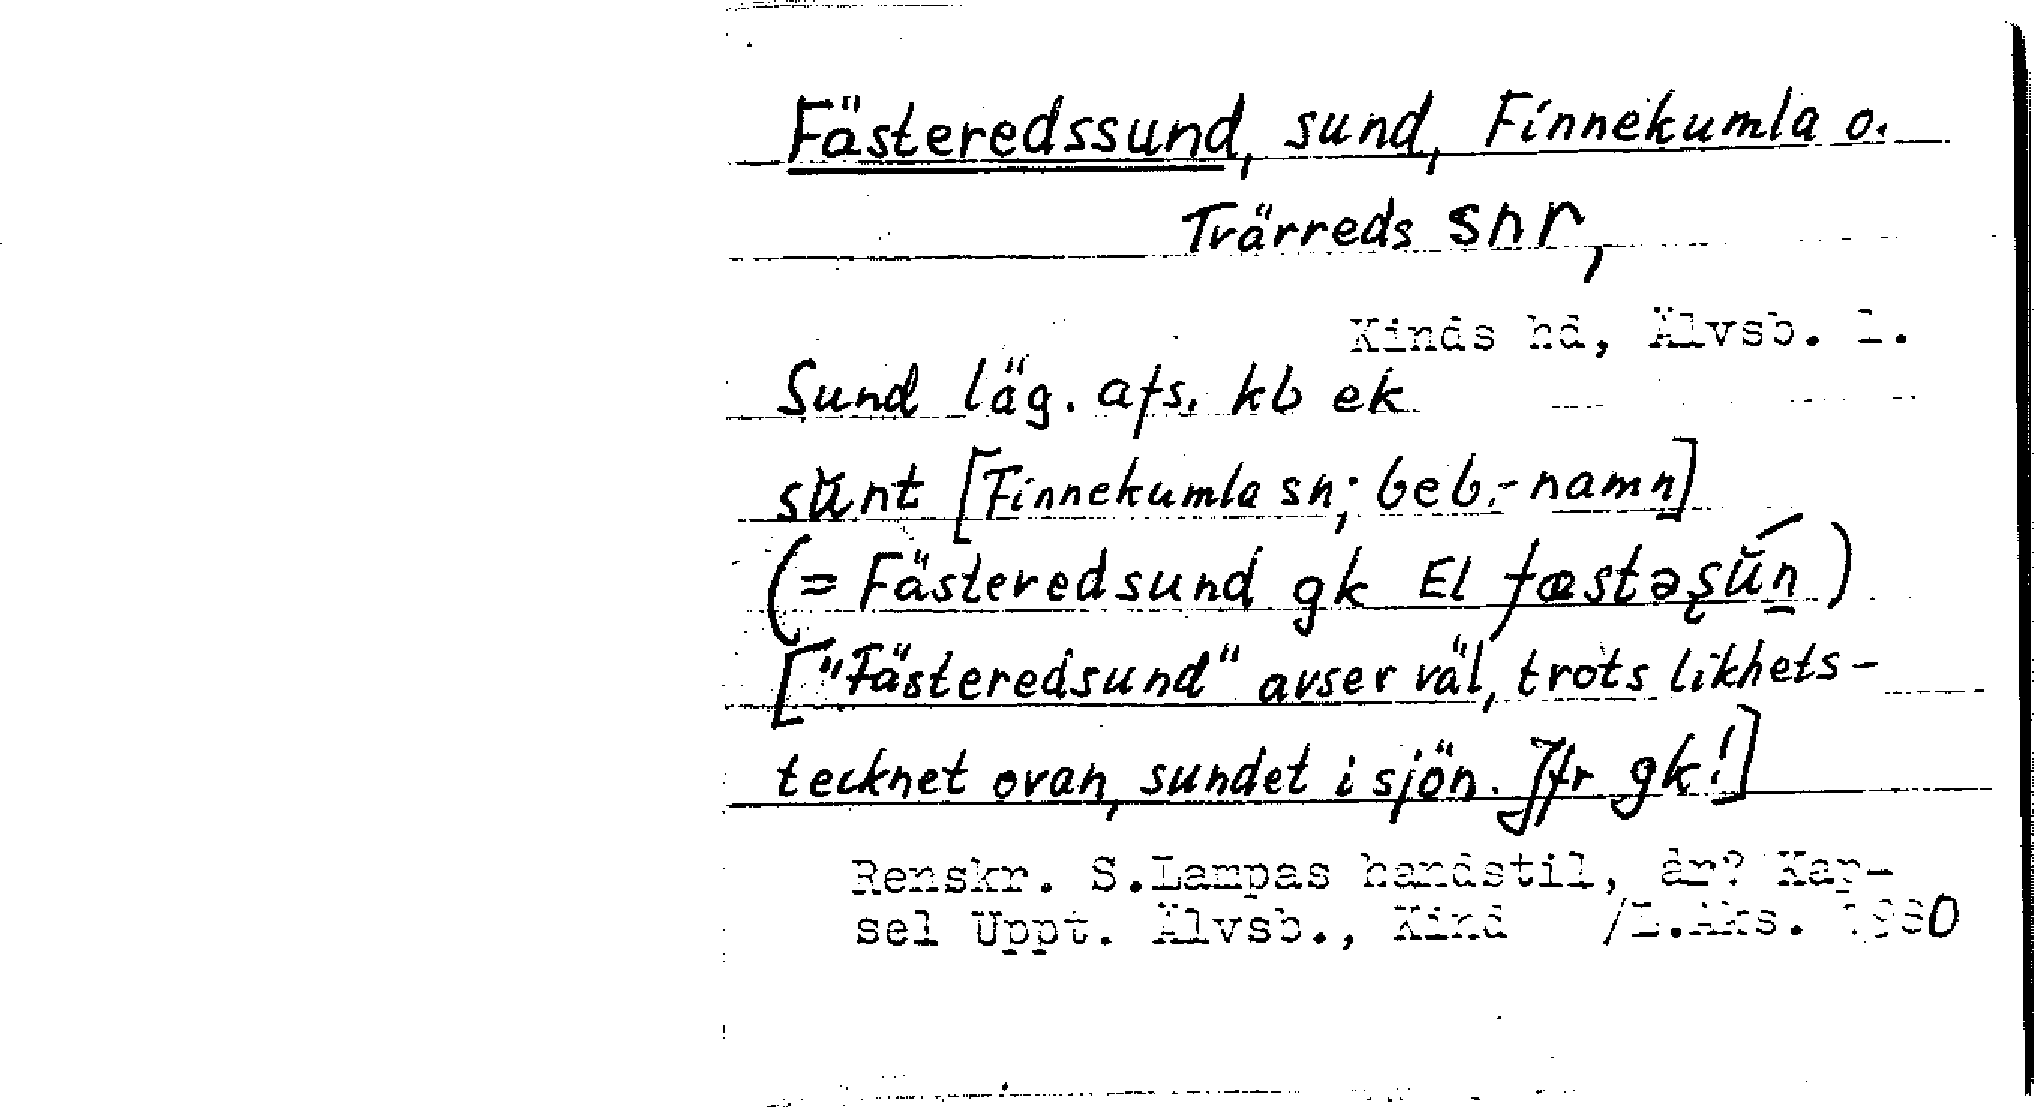 Fästeredssund, sund, Finnekumla o.
Trärreds snr,
Kinds hd, Älvsb. l.
Sund läg. afs. kb ek
sŭnt [Finnekumla sn; beb.-namn]
(= Fästeredsund gk El fæstəʂŭ́n)
["Fästeredsund" avser väl, trots likhets-
tecknet ovan, sundet i sjön. Jfr gk!]
Renskr. S.Lampas handstil, år? Kap-
sel Uppt. Älvsb., Kind /L.Aks. 1980